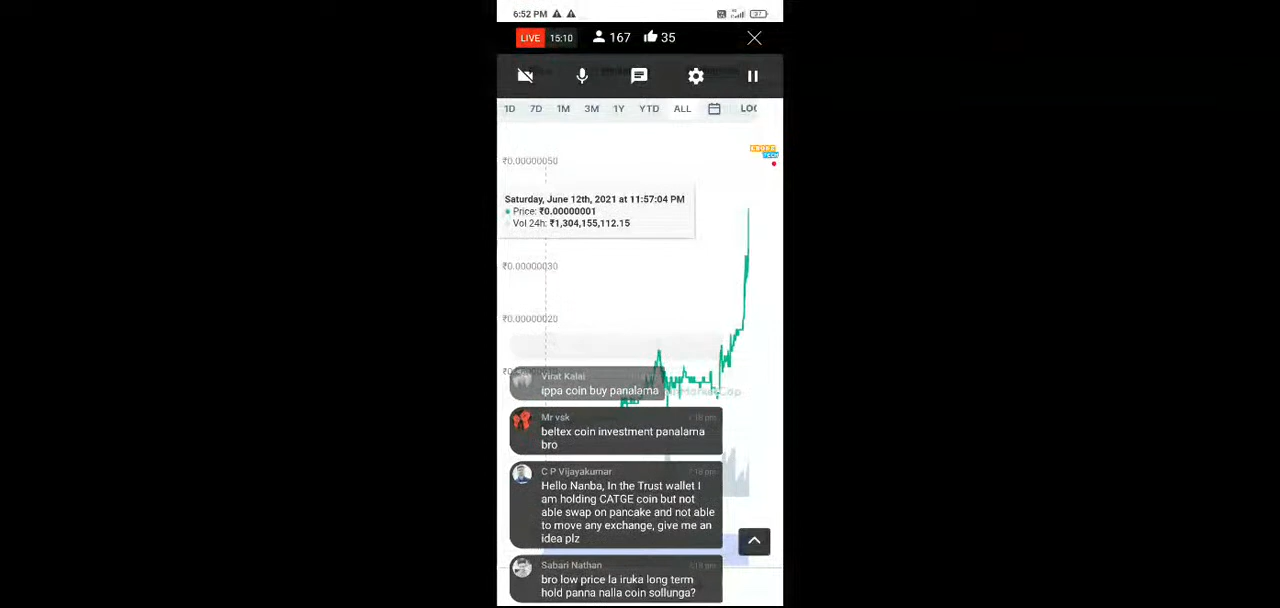 6:52 PM
37
LIVE 15:10 167 35
1D 7D 1M 3M 1Y YTD ALL
₹0.00000050
Saturday, June 12th, 2021 at 11:57:04 PM
Price: ₹0.00000001
Vol 24h: ₹1,304,155,112.15
₹0.00000030
₹0.00000020
Virat Kalai
ippa coin buy panalama
Mr vsk
beltex coin investment panalama
bro
C P Vijayakumar
Hello Nanba, In the Trust wallet I
am holding CATGE coin but not
able swap on pancake and not able
to move any exchange, give me an
idea plz
Sabari Nathan
bro low price la iruka long term
hold panna nalla coin sollunga?